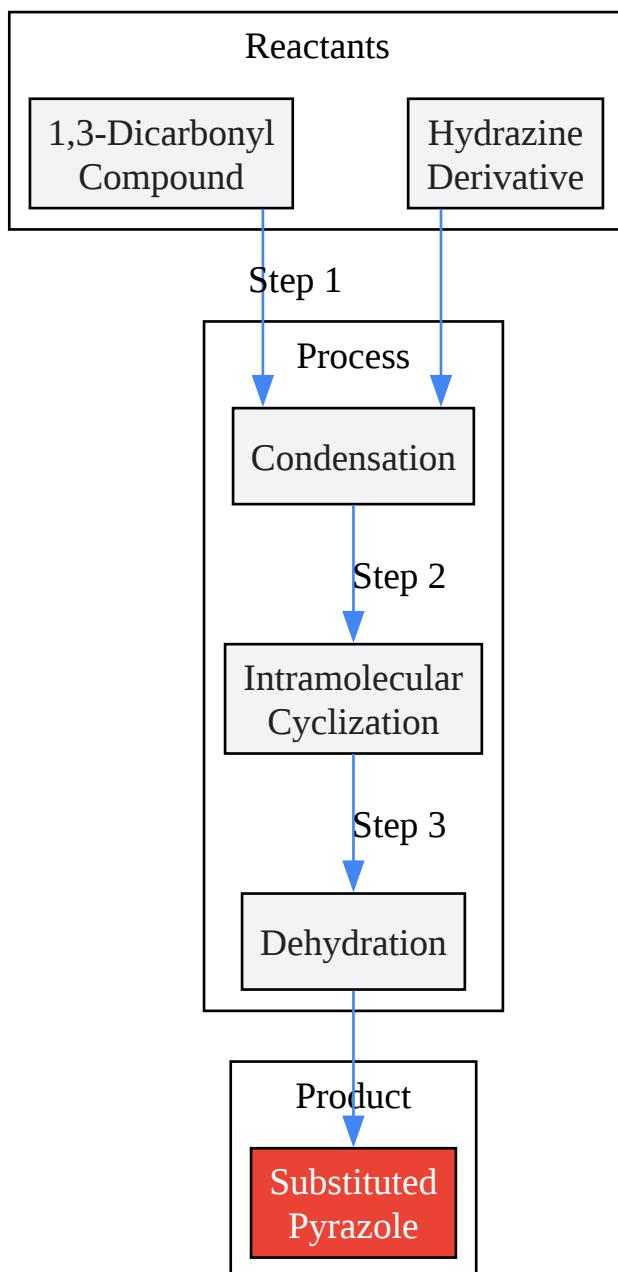 Reactants
1,3-Dicarbonyl
Compound
Hydrazine
Derivative
Step 1
Process
Condensation
Step 2
Intramolecular
Cyclization
Step 3
Dehydration
Product
Substituted
Pyrazole